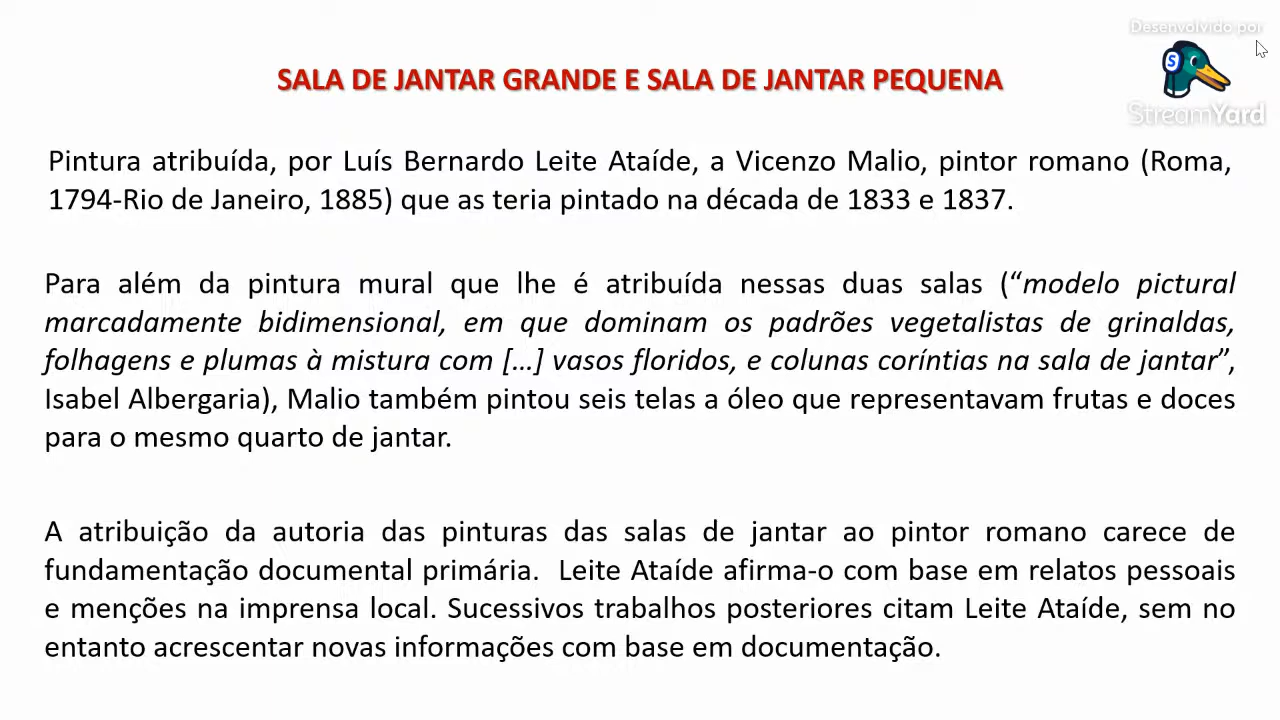 Desenvolvido por
S
StreamYard
SALA DE JANTAR GRANDE E SALA DE JANTAR PEQUENA
Pintura atribuída, por Luís Bernardo Leite Ataíde, a Vicenzo Malio, pintor romano (Roma,
1794-Rio de Janeiro, 1885) que as teria pintado na década de 1833 e 1837.
Para além da pintura mural que lhe é atribuída nessas duas salas (“modelo pictural
marcadamente bidimensional, em que dominam os padrões vegetalistas de grinaldas,
folhagens e plumas à mistura com [...] vasos floridos, e colunas coríntias na sala de jantar”,
Isabel Albergaria), Malio também pintou seis telas a óleo que representavam frutas e doces
para o mesmo quarto de jantar.
A atribuição da autoria das pinturas das salas de jantar ao pintor romano carece de
fundamentação documental primária.  Leite Ataíde afirma-o com base em relatos pessoais
e menções na imprensa local. Sucessivos trabalhos posteriores citam Leite Ataíde, sem no
entanto acrescentar novas informações com base em documentação.